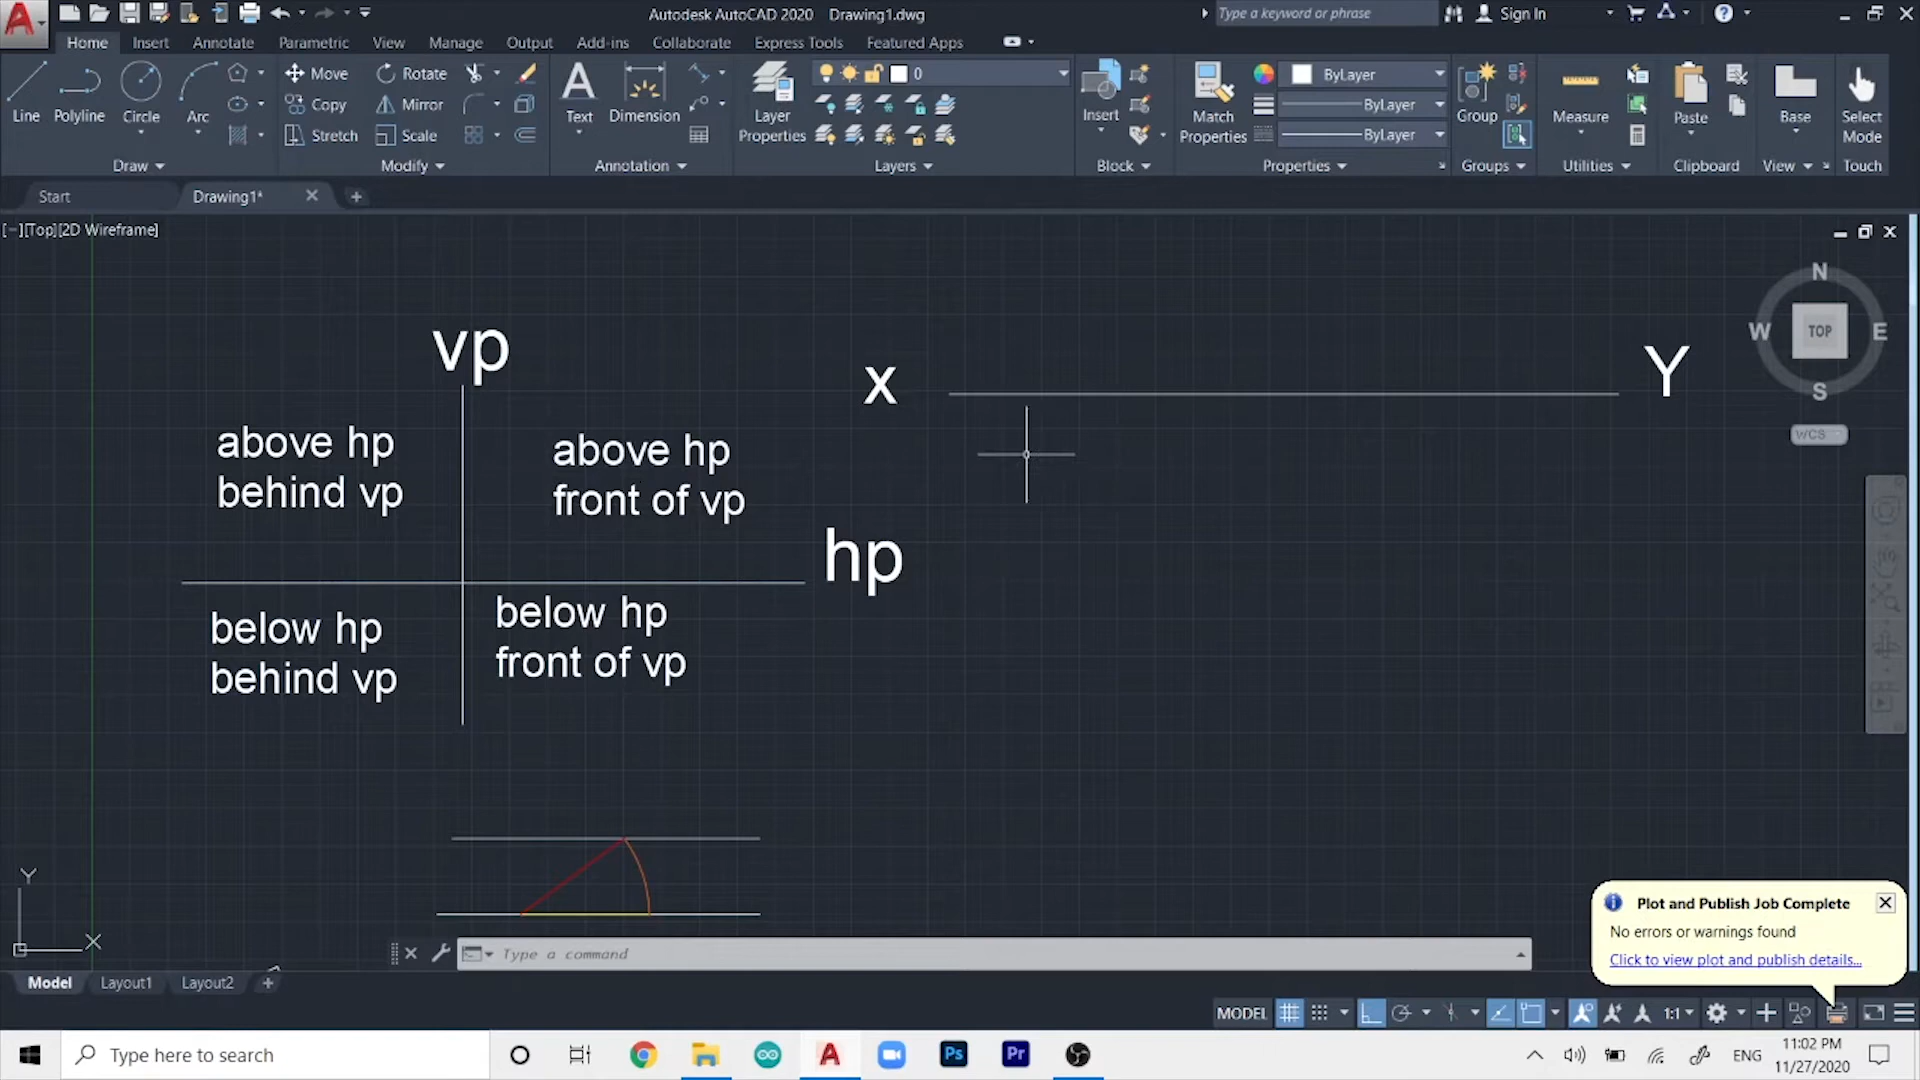 Autodesk AutoCAD 2020 Drawing1.dwg
Type a keyword or phrase
Sign In
Home Insert Annotate Parametric View Manage Output Add-ins Collaborate Express Tools Featured Apps
Line
Polyline
Circle
Arc
Move
Rotate
Copy
Mirror
Stretch
Scale
Text
Dimension
Layer
Properties
0
Insert
Match
Properties
ByLayer
ByLayer
ByLayer
Group
Measure
Paste
Base
Select
Mode
Draw
Modify
Annotation
Layers
Block
Properties
Groups
Utilities
Clipboard
View
Touch
Start
Drawing1*
[−][Top][2D Wireframe]
N
W
TOP
E
S
WCS
vp
x
Y
above hp
behind vp
above hp
front of vp
hp
below hp
behind vp
below hp
front of vp
Y
X
Type a command
Plot and Publish Job Complete
No errors or warnings found
Click to view plot and publish details...
Model
Layout1
Layout2
MODEL
1:1
Type here to search
Ps
Pr
ENG
11:02 PM
11/27/2020